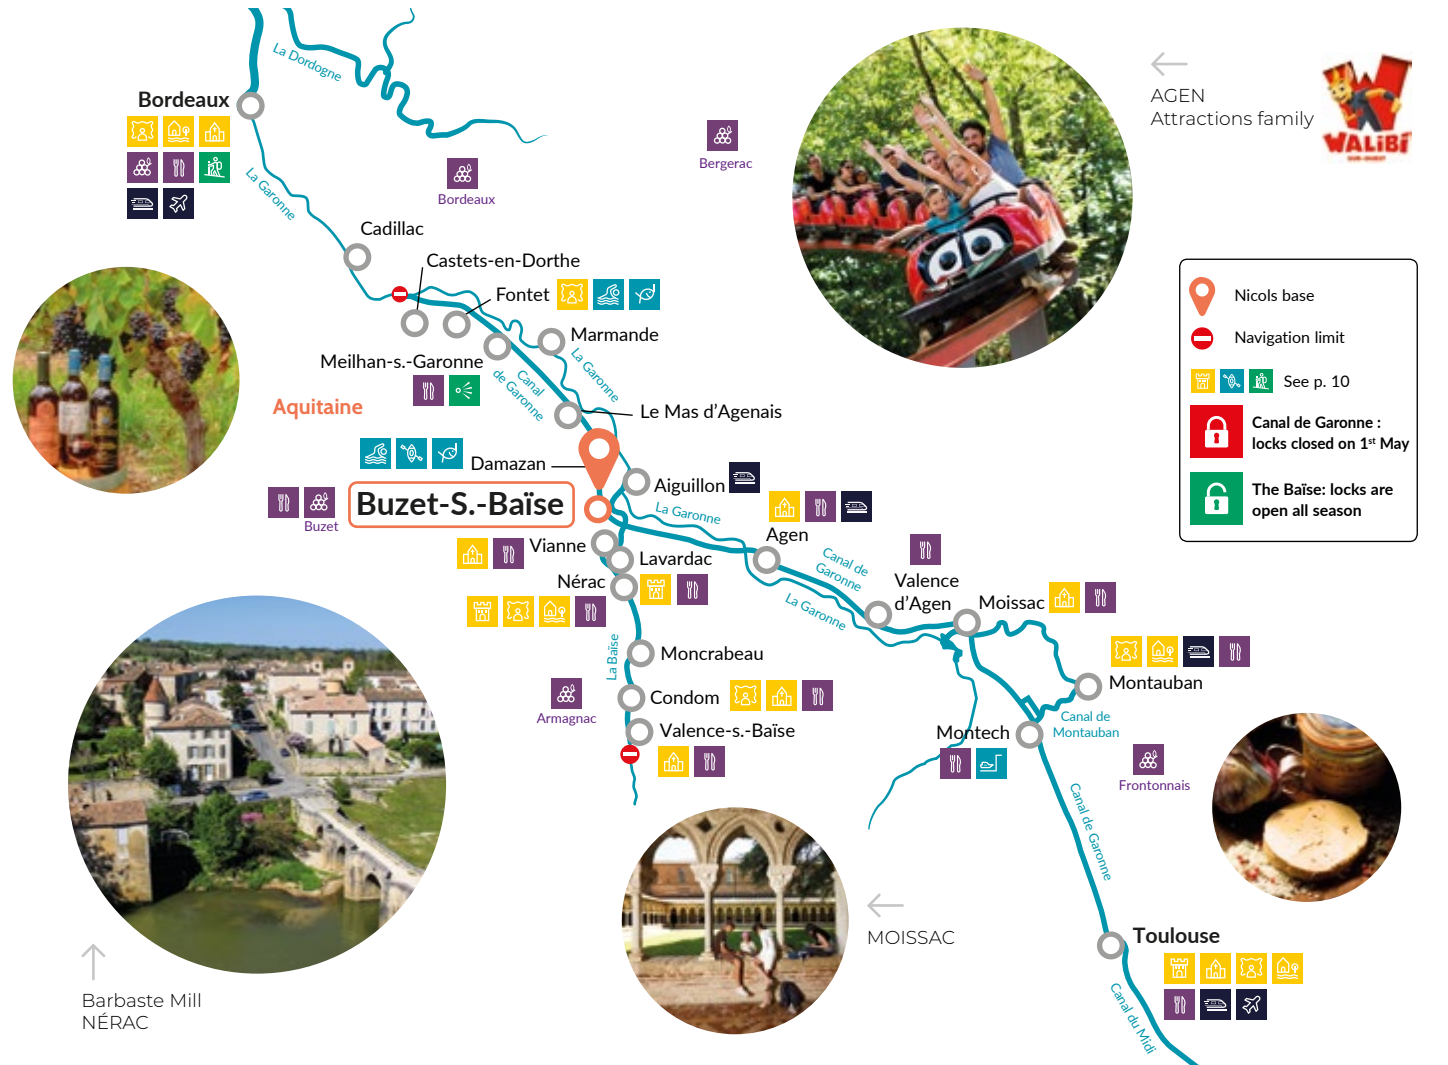 La Dordogne
Bordeaux
La Garonne
Bordeaux
Bergerac
AGEN
Attractions family
WALiBi
SUD-OUEST
Cadillac
Castets-en-Dorthe
Fontet
Marmande
Meilhan-s.-Garonne
La Garonne
Canal
de Garonne
Aquitaine
Le Mas d'Agenais
Damazan
Buzet-S.-Baïse
Buzet
Aiguillon
La Garonne
Agen
Vianne
Lavardac
Nérac
Canal de
Garonne
La Garonne
Valence
d'Agen
Moissac
Montauban
Canal de
Montauban
Montech
La Baïse
Moncrabeau
Condom
Armagnac
Valence-s.-Baïse
Frontonnais
Canal de Garonne
Toulouse
Canal du Midi
MOISSAC
Barbaste Mill
NÉRAC
Nicols base
Navigation limit
See p. 10
Canal de Garonne :
locks closed on 1st May
The Baïse: locks are
open all season